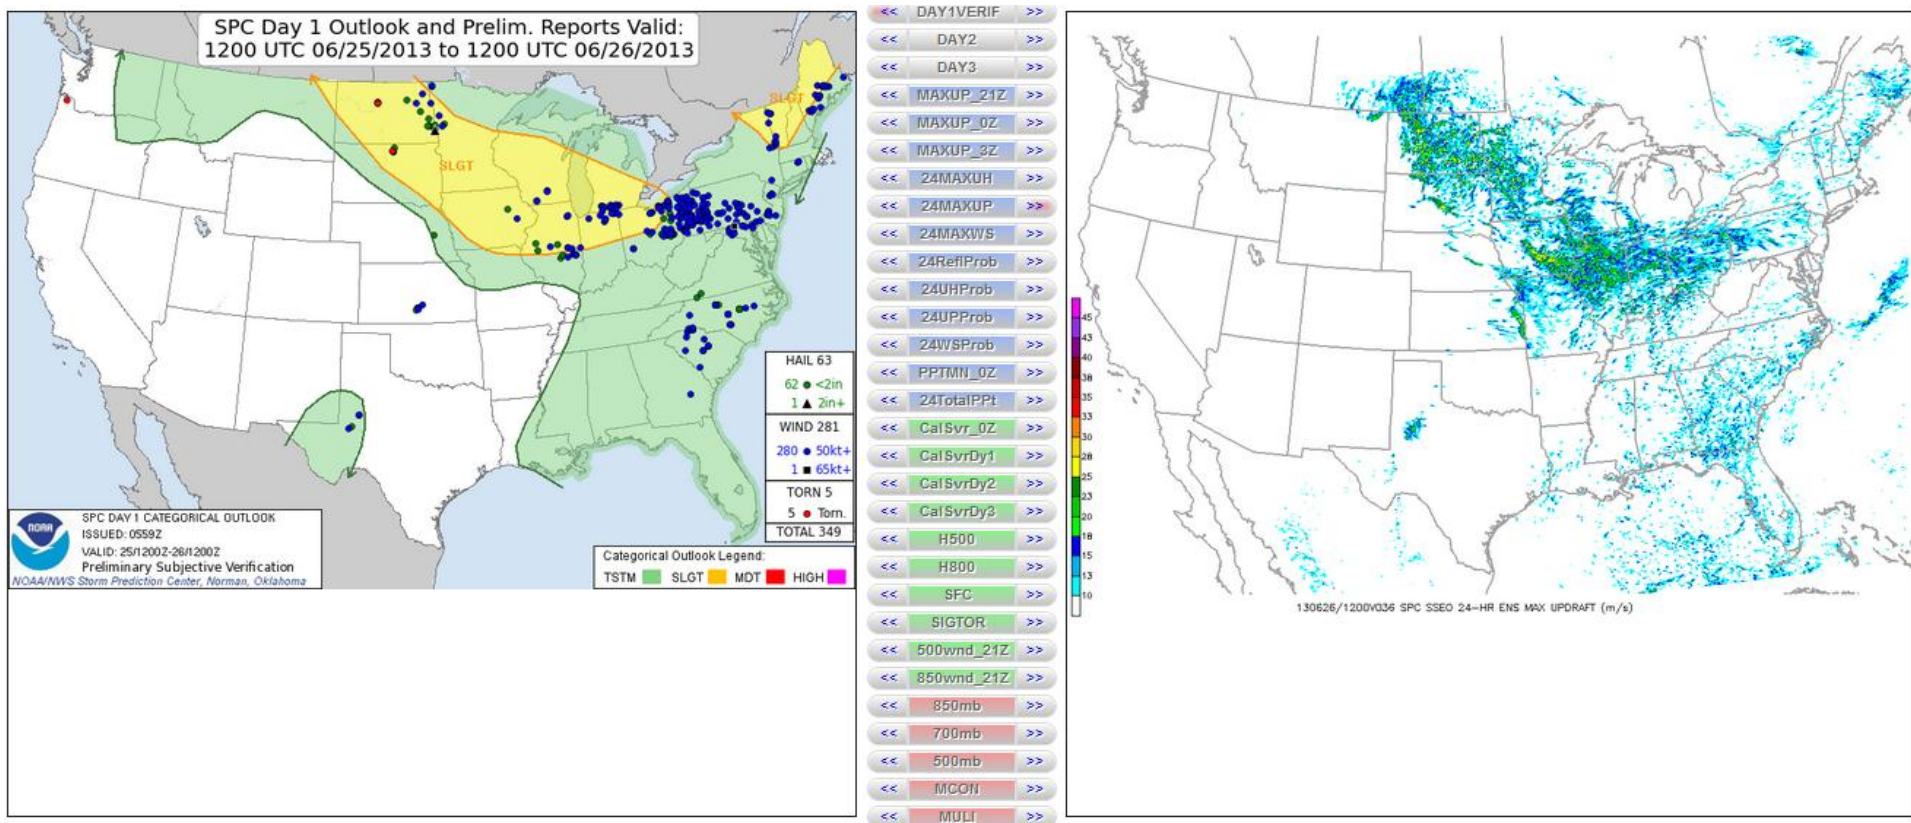 SPC Day 1 Outlook and Prelim. Reports Valid:
1200 UTC 06/25/2013 to 1200 UTC 06/26/2013
SLGT
SLGT
HAIL 63
62 ● <2in
1 ▲ 2in+
WIND 281
280 ● 50kt+
1 ■ 65kt+
TORN 5
5 ● Torn.
TOTAL 349
NOAA
SPC DAY 1 CATEGORICAL OUTLOOK
ISSUED: 0559Z
VALID: 25/1200Z-26/1200Z
Preliminary Subjective Verification
NOAA/NWS Storm Prediction Center, Norman, Oklahoma
Categorical Outlook Legend:
TSTM SLGT MDT HIGH
<< DAY1VERIF >>
<< DAY2 >>
<< DAY3 >>
<< MAXUP_21Z >>
<< MAXUP_0Z >>
<< MAXUP_3Z >>
<< 24MAXUH >>
<< 24MAXUP >>
<< 24MAXWS >>
<< 24ReflProb >>
<< 24UHProb >>
<< 24UPProb >>
<< 24WSProb >>
<< PPTMN_0Z >>
<< 24TotalPPt >>
<< CalSvr_0Z >>
<< CalSvrDy1 >>
<< CalSvrDy2 >>
<< CalSvrDy3 >>
<< H500 >>
<< H800 >>
<< SFC >>
<< SIGTOR >>
<< 500wnd_21Z >>
<< 850wnd_21Z >>
<< 850mb >>
<< 700mb >>
<< 500mb >>
<< MCON >>
<< MULI >>
45
43
40
38
35
33
30
28
25
23
20
18
15
13
10
130626/1200V036 SPC SSEO 24-HR ENS MAX UPDRAFT (m/s)